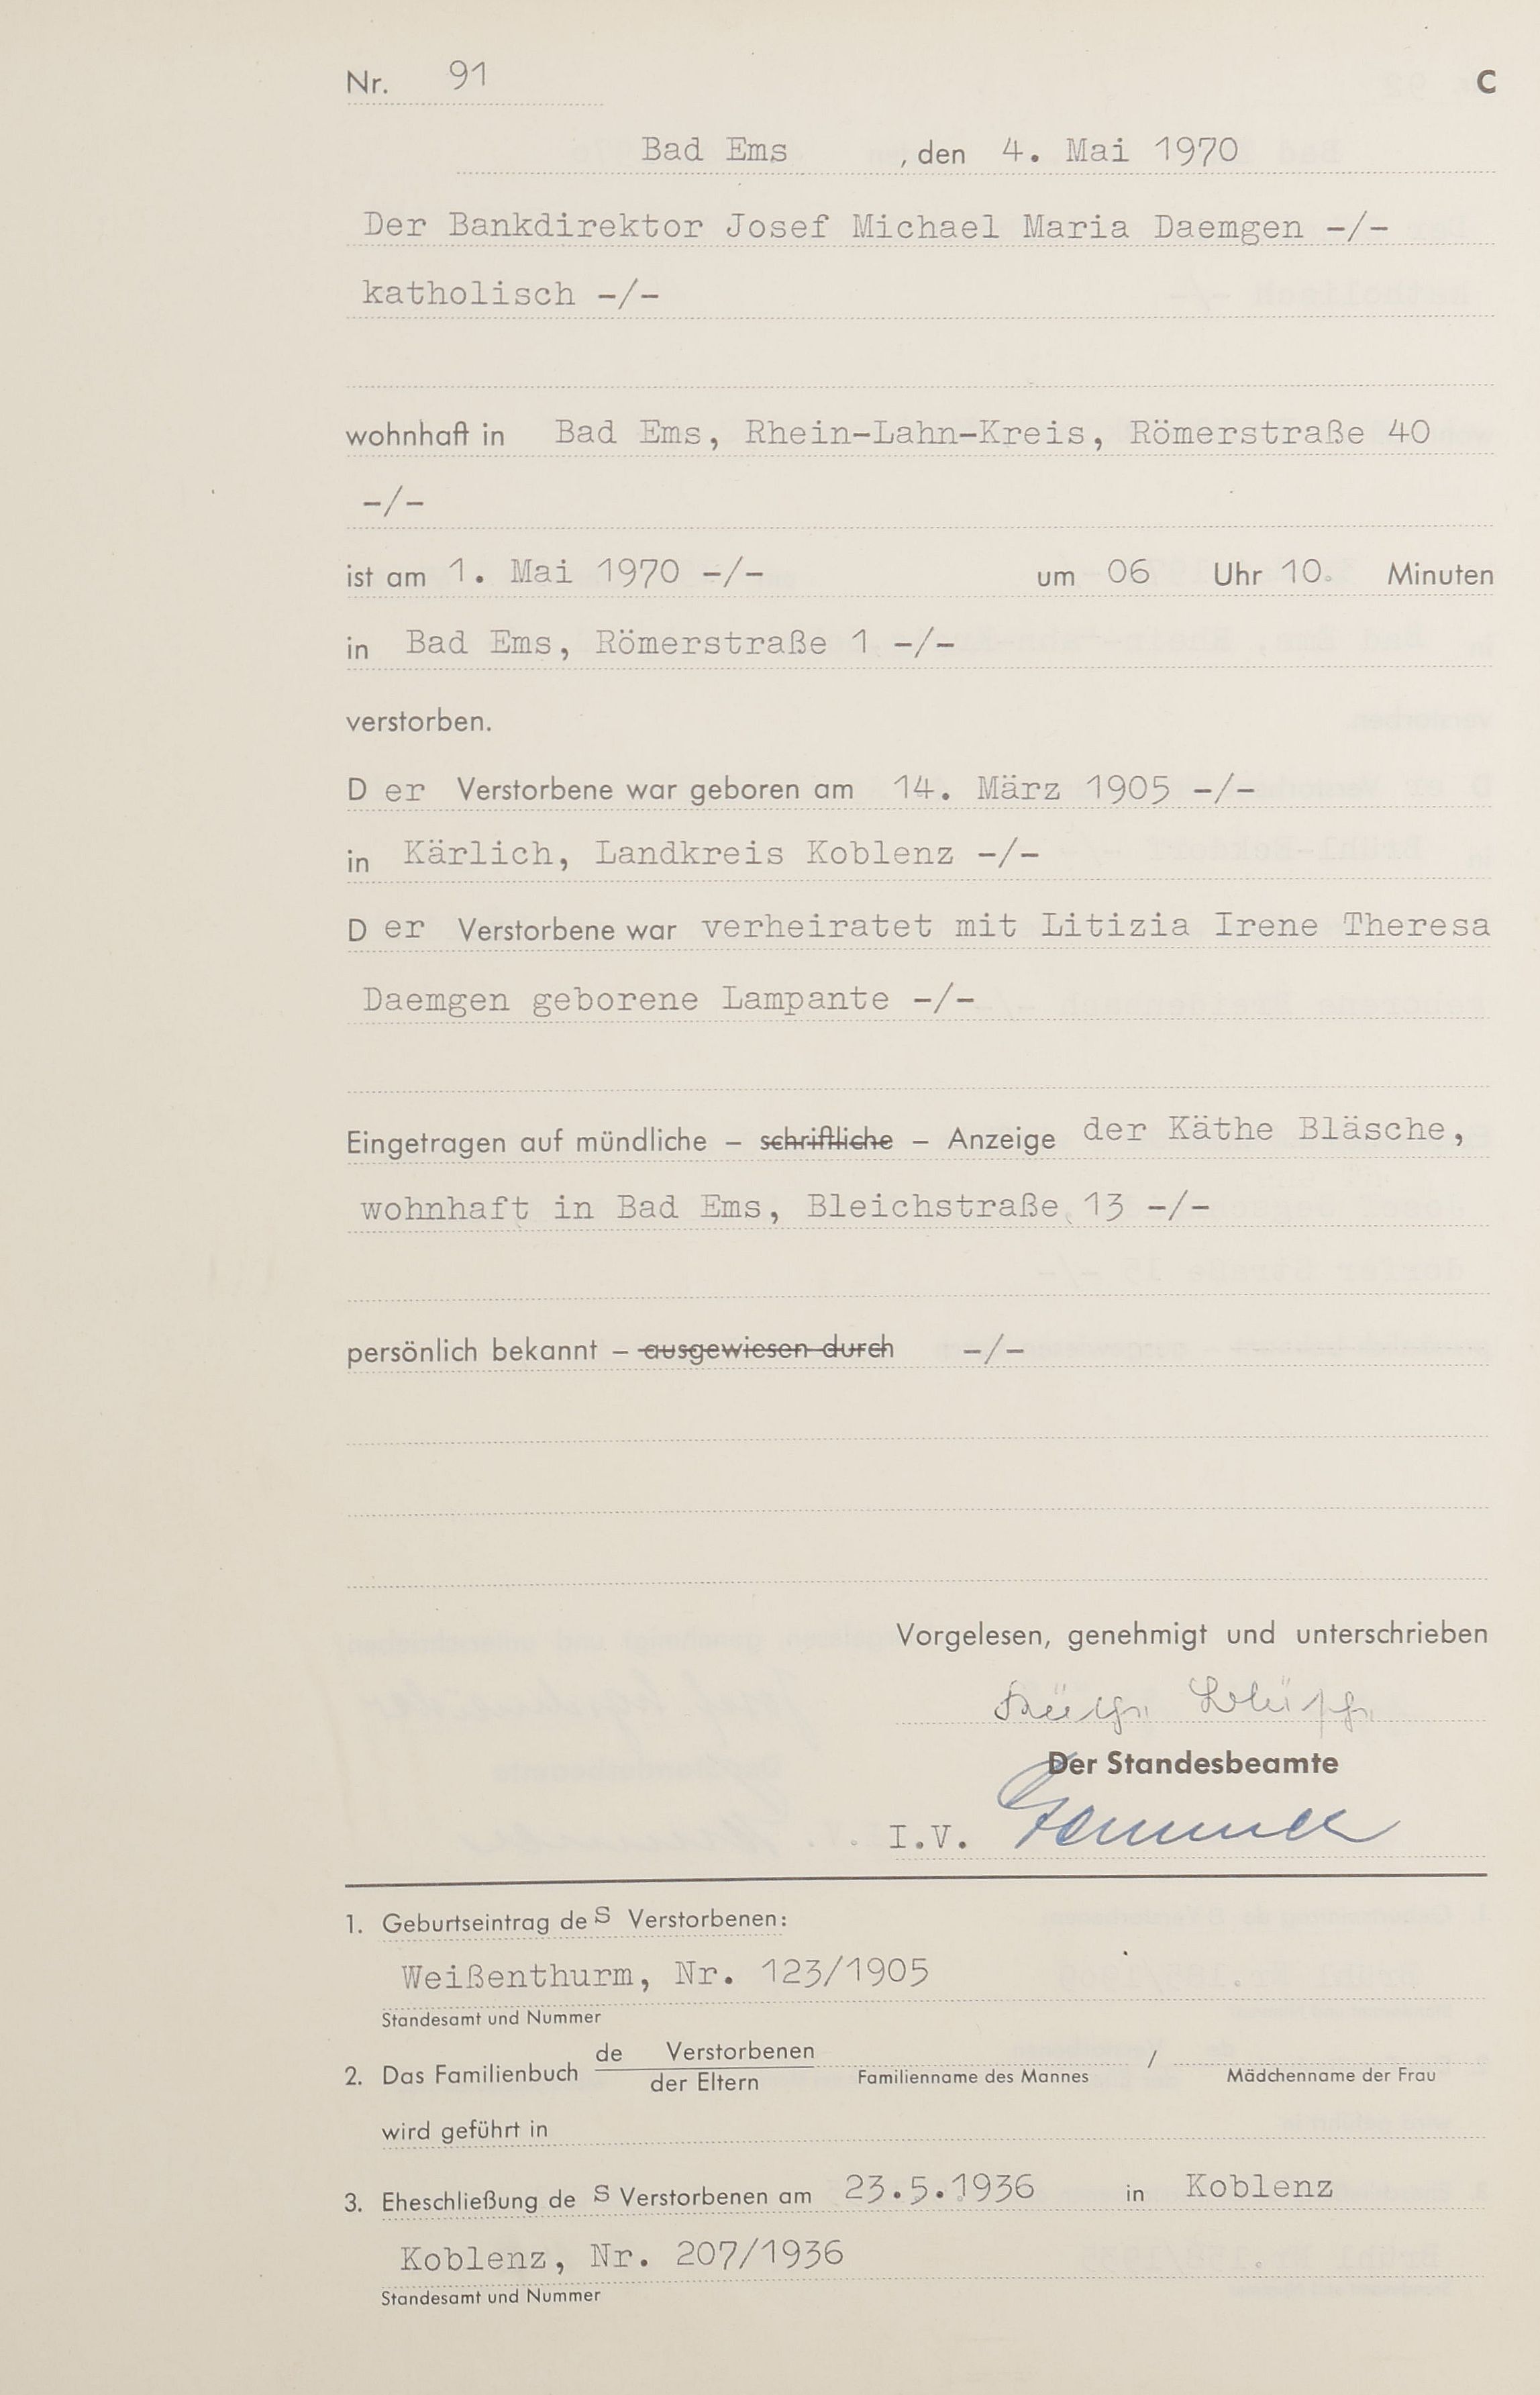 Nr. 91 C
Bad Ems , den 4. Mai 1970
Der Bankdirektor Josef Michael Maria Daemgen -/-
katholisch -/-
wohnhaft in Bad Ems, Rhein-Lahn-Kreis, Römerstraße 40
-/-
ist am 1. Mai 1970 -/- um 06 Uhr 10. Minuten
in Bad Ems, Römerstraße 1 -/-
verstorben.
D er Verstorbene war geboren am 14. März 1905 -/-
in Kärlich, Landkreis Koblenz -/-
D er Verstorbene war verheiratet mit Litizia Irene Theresa
Daemgen geborene Lampante -/-
Eingetragen auf mündliche – schriftliche – Anzeige der Käthe Bläsche,
wohnhaft in Bad Ems, Bleichstraße 13 -/-
persönlich bekannt – ausgewiesen durch -/-
Vorgelesen, genehmigt und unterschrieben
Käthe Bläsche
Der Standesbeamte
I.V.
1. Geburtseintrag des Verstorbenen:
Weißenthurm, Nr. 123/1905
Standesamt und Nummer
de Verstorbenen /
2. Das Familienbuch der Eltern Familienname des Mannes Mädchenname der Frau
wird geführt in
3. Eheschließung de s Verstorbenen am 23.5.1936 in Koblenz
Koblenz, Nr. 207/1936
Standesamt und Nummer